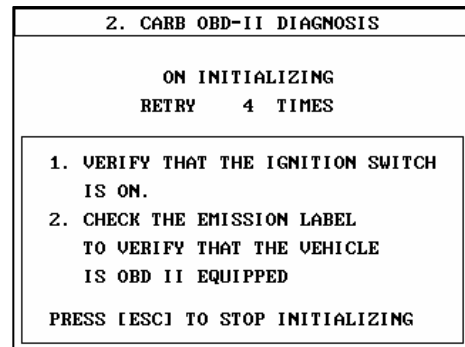 2. CARB OBD-II DIAGNOSIS
ON INITIALIZING
RETRY 4 TIMES
1. VERIFY THAT THE IGNITION SWITCH
IS ON.
2. CHECK THE EMISSION LABEL
TO VERIFY THAT THE VEHICLE
IS OBD II EQUIPPED
PRESS [ESC] TO STOP INITIALIZING